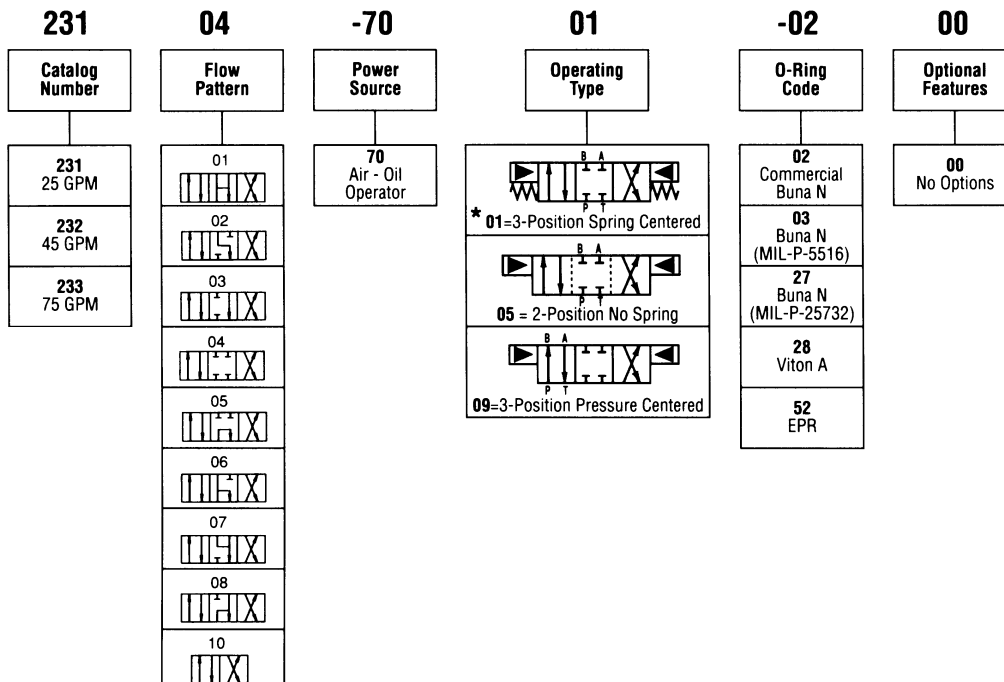 231 04 -70 01 -02 00
Catalog
Number
Flow
Pattern
Power
Source
Operating
Type
O-Ring
Code
Optional
Features
231
25 GPM
232
45 GPM
233
75 GPM
01
02
03
04
05
06
07
08
10
70
Air - Oil
Operator
B A
P T
* 01=3-Position Spring Centered
B A
P T
05 = 2-Position No Spring
B A
P T
09=3-Position Pressure Centered
02
Commercial
Buna N
03
Buna N
(MIL-P-5516)
27
Buna N
(MIL-P-25732)
28
Viton A
52
EPR
00
No Options